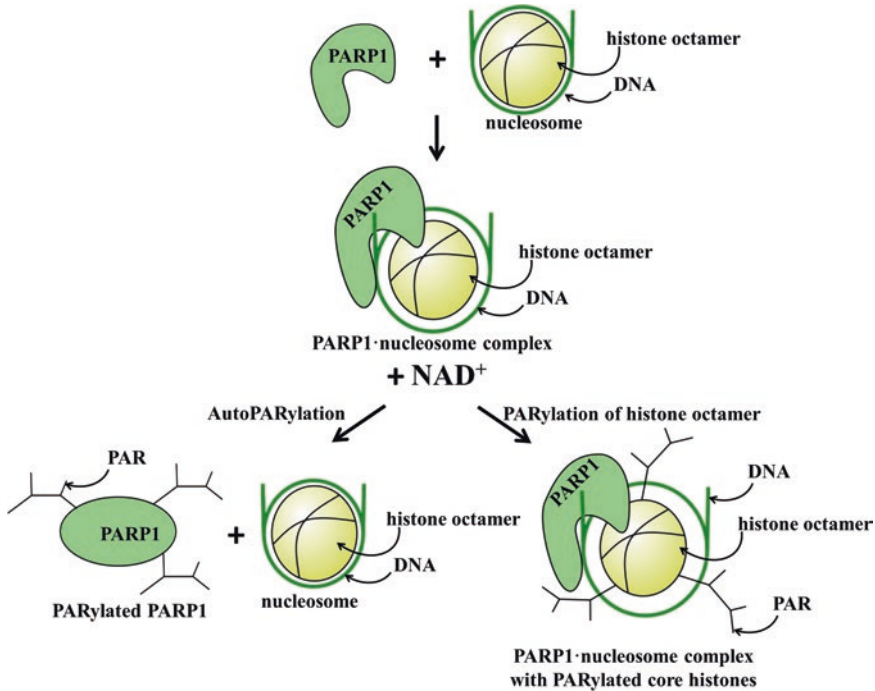 PARP1
+
histone octamer
DNA
nucleosome
PARP1
histone octamer
DNA
PARP1·nucleosome complex
+ NAD⁺
AutoPARylation
PARylation of histone octamer
PAR
PARP1
PARylated PARP1
+
histone octamer
DNA
nucleosome
PARP1
DNA
histone octamer
PAR
PARP1·nucleosome complex
with PARylated core histones